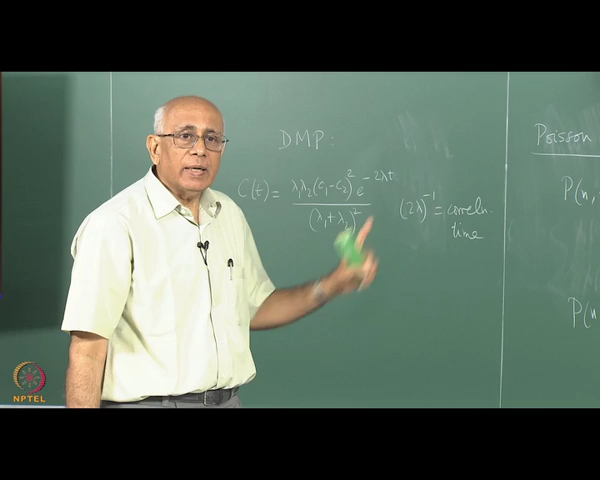 DMP:
C(t) = λ₁λ₂(c₁-c₂)² e^{-2λt} / (λ₁+λ₂)²
(2λ)⁻¹ = correln. time
Poisson
P(n,
P(n
NPTEL